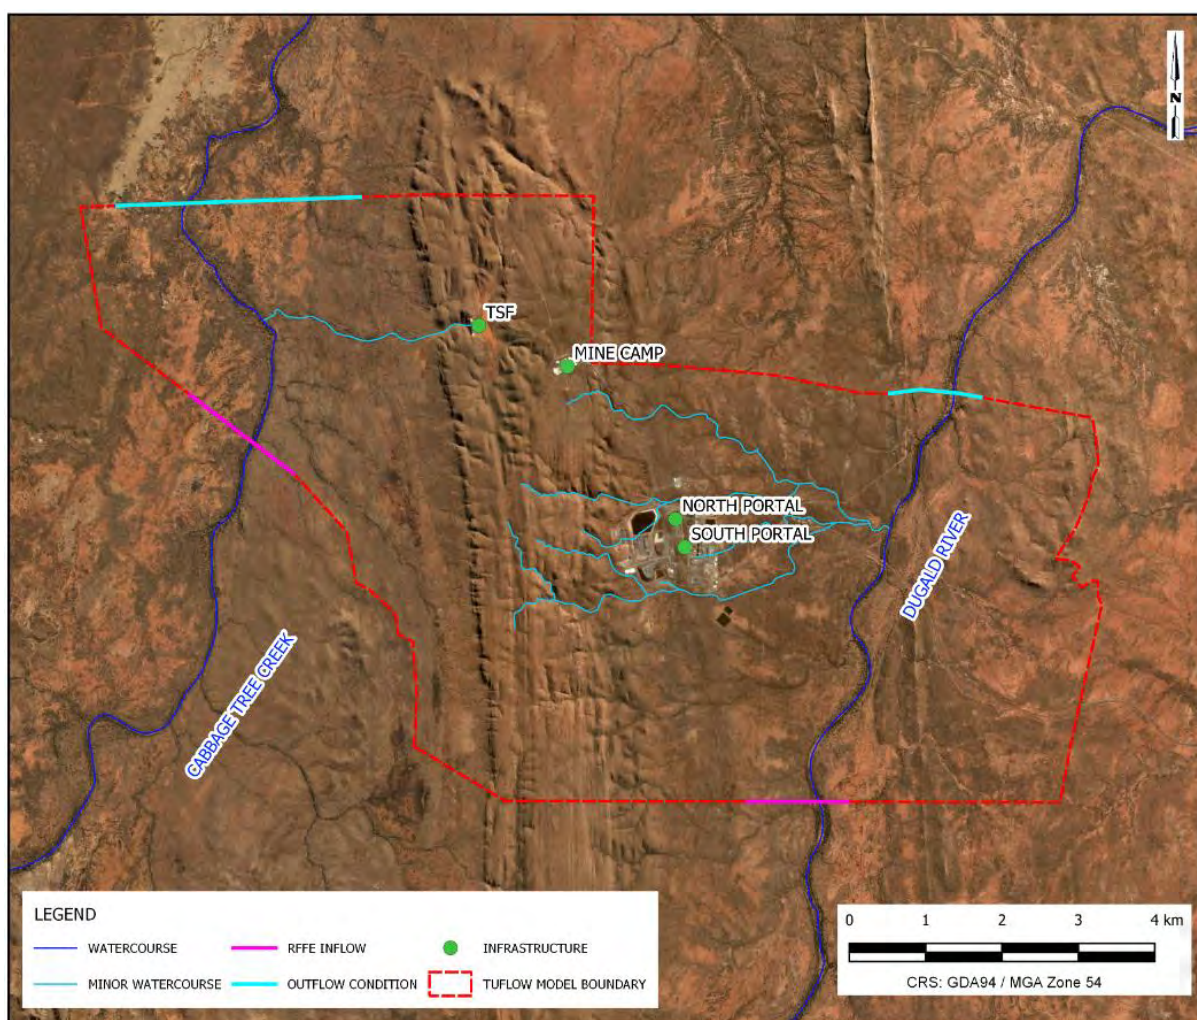 N
TSF
MINE CAMP
NORTH PORTAL
SOUTH PORTAL
DUGALD RIVER
CABBAGE TREE CREEK
LEGEND
WATERCOURSE
RFFE INFLOW
INFRASTRUCTURE
MINOR WATERCOURSE
OUTFLOW CONDITION
TUFLOW MODEL BOUNDARY
0 1 2 3 4 km
CRS: GDA94 / MGA Zone 54